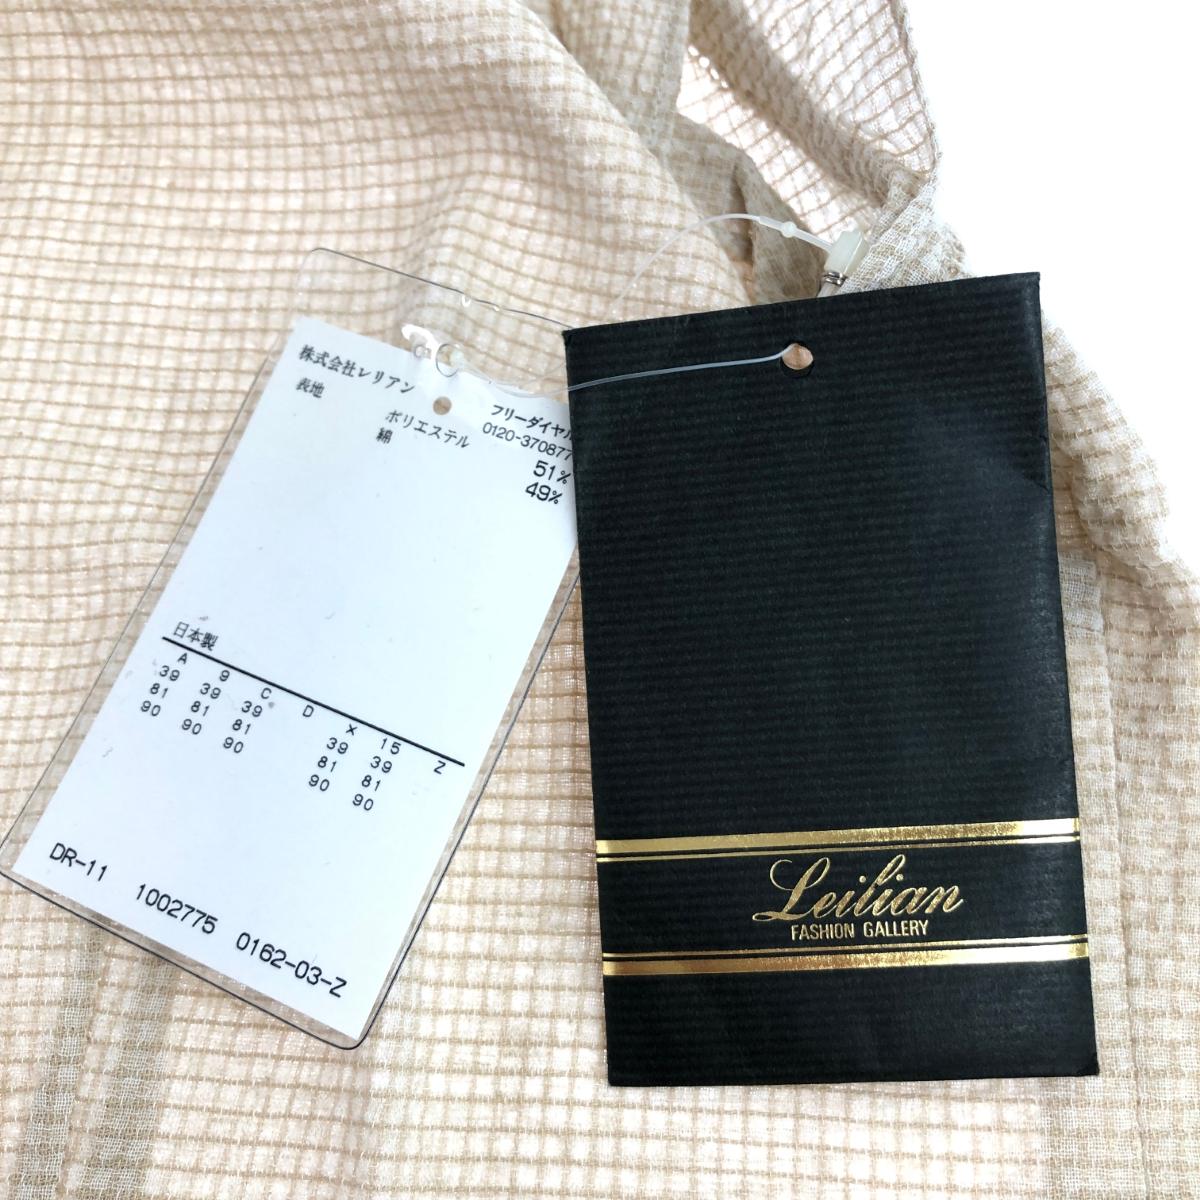 株式会社レリアン
フリーダイヤル
0120-370877
表地
ポリエステル 51%
綿 49%
日本製
A 9 C D X 15 Z
39 39 39 39 39
81 81 81 81 81
90 90 90 90 90
DR-11 1002775 0162-03-Z
Leilian
FASHION GALLERY